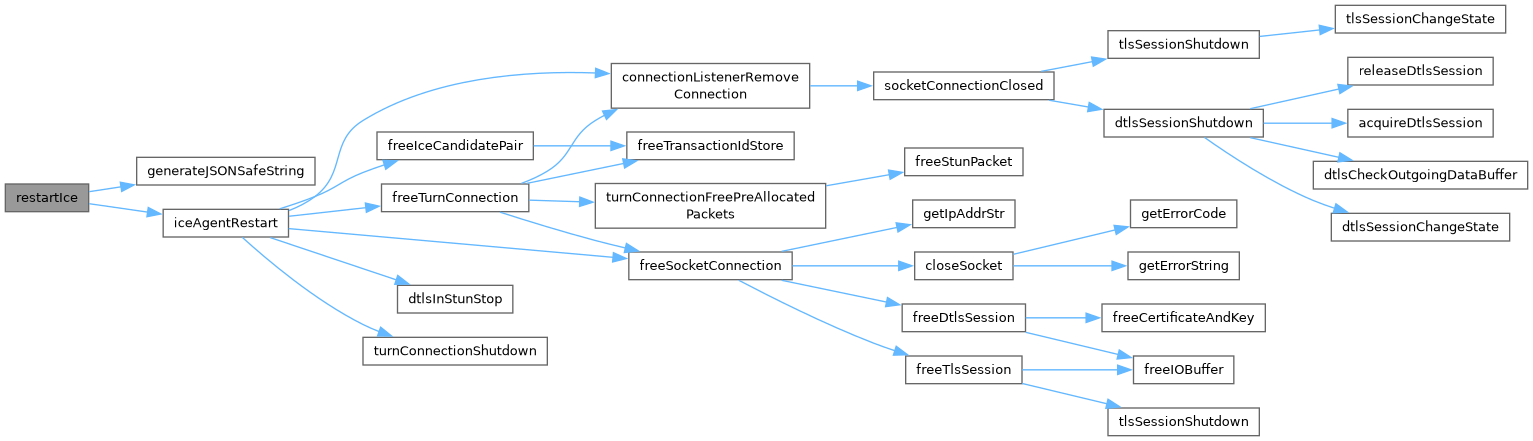 restartIce
generateJSONSafeString
iceAgentRestart
connectionListenerRemove
Connection
freeIceCandidatePair
freeTurnConnection
freeTransactionIdStore
turnConnectionFreePreAllocated
Packets
freeSocketConnection
dtlsInStunStop
turnConnectionShutdown
socketConnectionClosed
freeStunPacket
getIpAddrStr
closeSocket
freeDtlsSession
freeTlsSession
tlsSessionShutdown
dtlsSessionShutdown
getErrorCode
getErrorString
freeCertificateAndKey
freeIOBuffer
tlsSessionShutdown
tlsSessionChangeState
releaseDtlsSession
acquireDtlsSession
dtlsCheckOutgoingDataBuffer
dtlsSessionChangeState